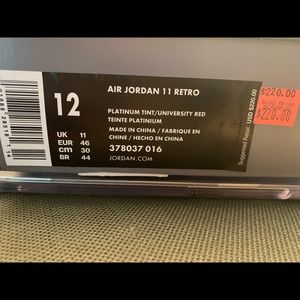 12
UK 11
EUR 46
cm 30
BR 44
AIR JORDAN 11 RETRO
PLATINUM TINT/UNIVERSITY RED
TEINTE PLATINIUM
MADE IN CHINA / FABRIQUE EN
CHINE / HECHO EN CHINA
378037 016
JORDAN.COM
Suggested Retail
USD $220.00
$220.00
$220.00